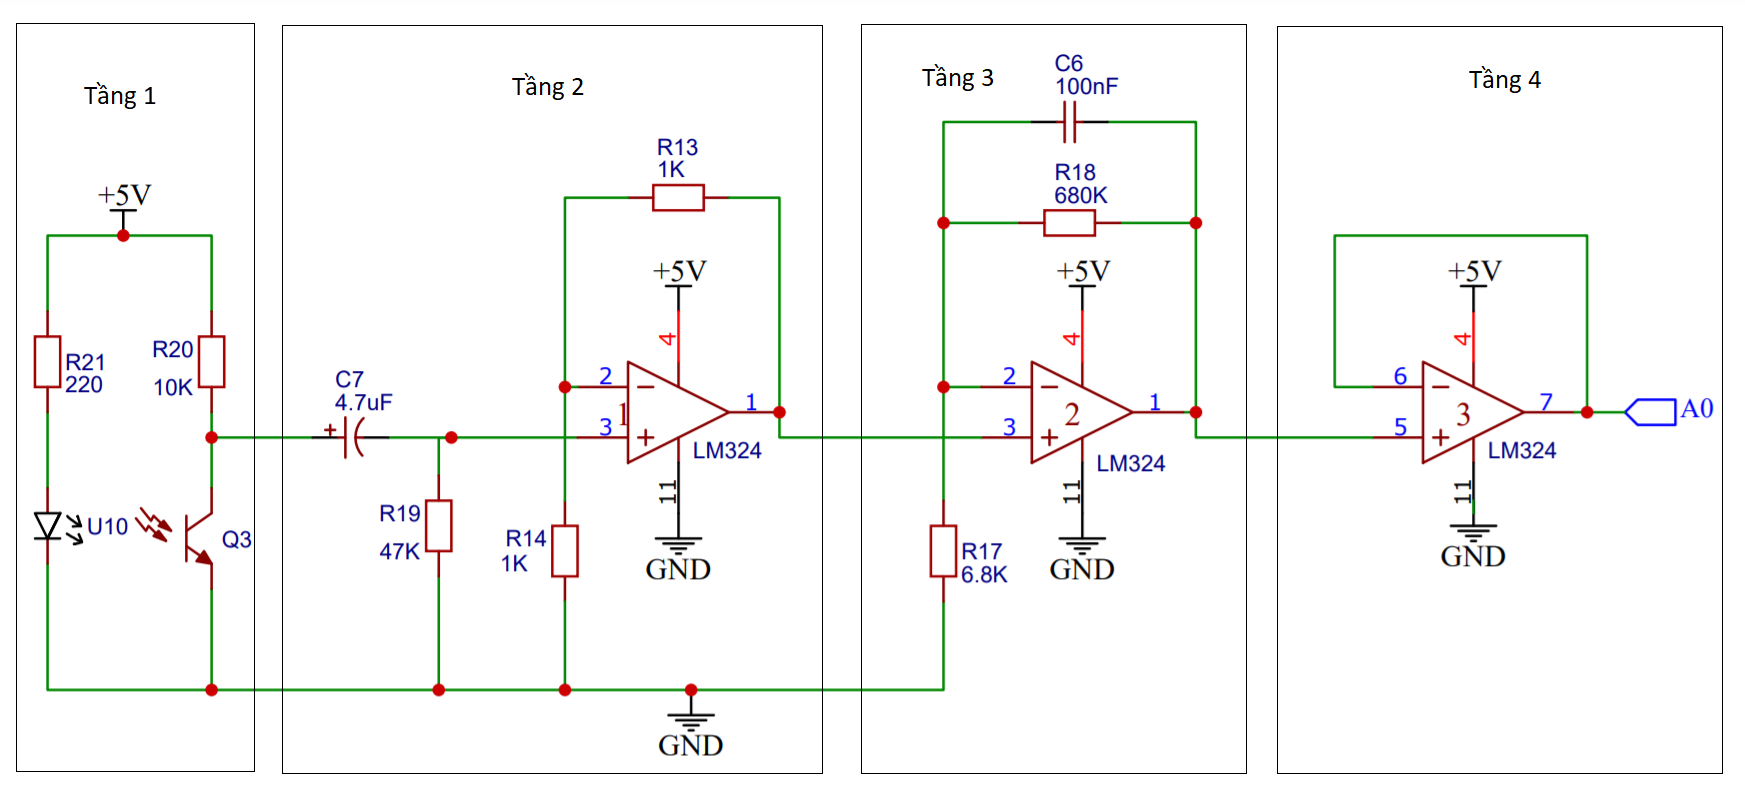 Tầng 1
+5V
R21
220
R20
10K
U10
Q3
Tầng 2
R13
1K
+5V
4
C7
4.7uF
+
2
3
1
1
LM324
11
GND
R19
47K
R14
1K
GND
Tầng 3
C6
100nF
R18
680K
+5V
4
2
3
2
1
LM324
11
GND
R17
6.8K
Tầng 4
+5V
4
6
5
3
7
LM324
11
GND
A0